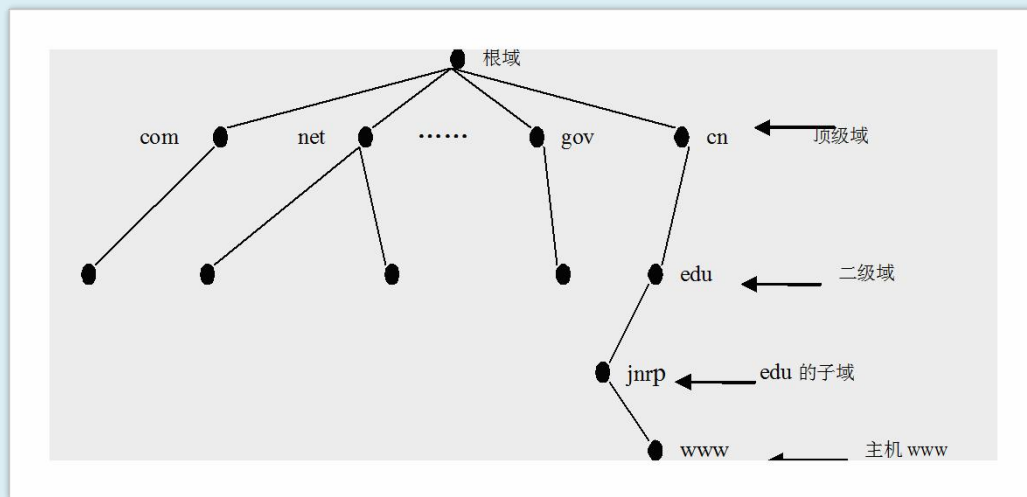 根域
com net ······ gov cn 顶级域
edu 二级域
jnrp edu 的子域
www 主机 www